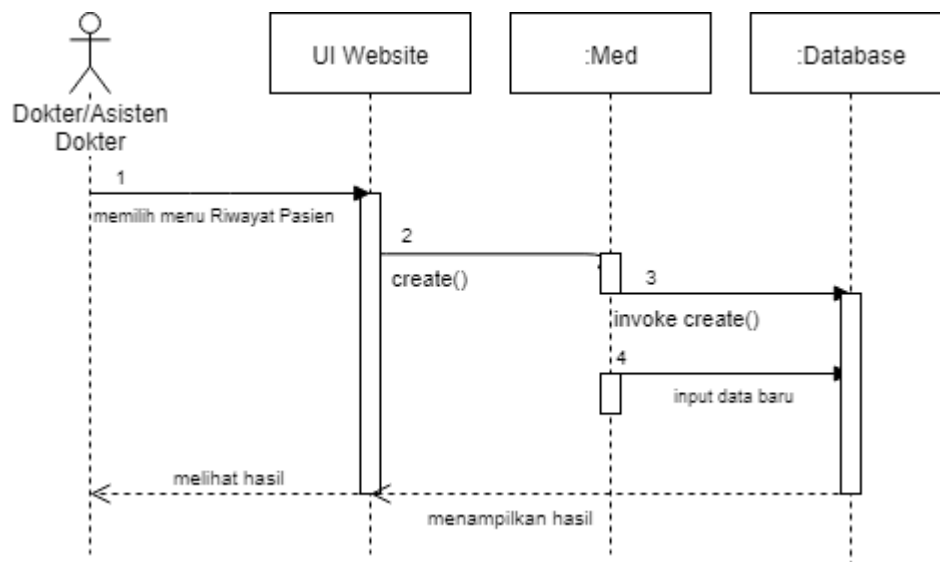 UI Website
:Med
:Database
Dokter/Asisten
Dokter
1
memilih menu Riwayat Pasien
2
create()
3
invoke create()
4
input data baru
melihat hasil
menampilkan hasil